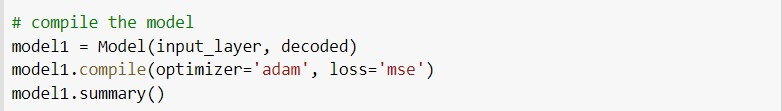 # compile the model
model1 = Model(input_layer, decoded)
model1.compile(optimizer='adam', loss='mse')
model1.summary()